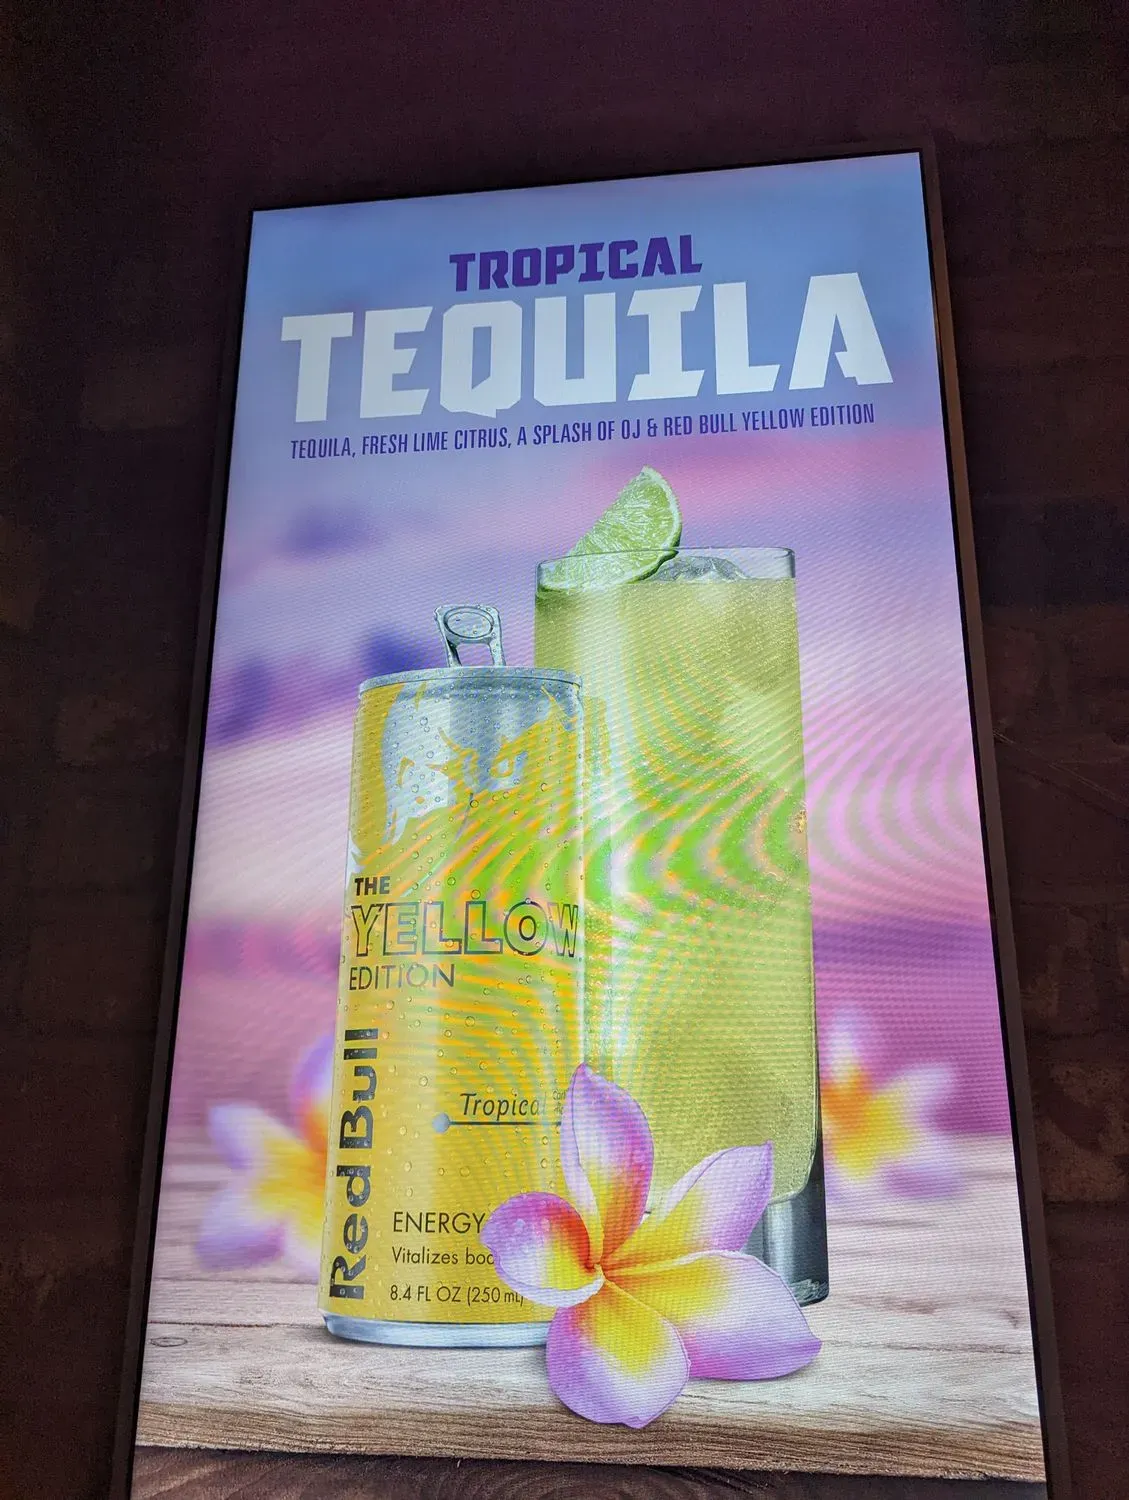 TROPICAL
TEQUILA
TEQUILA, FRESH LIME CITRUS, A SPLASH OF OJ & RED BULL YELLOW EDITION
THE
YELLOW
EDITION
Red Bull
Tropical
ENERGY
Vitalizes
8.4 FL OZ (250 mL)